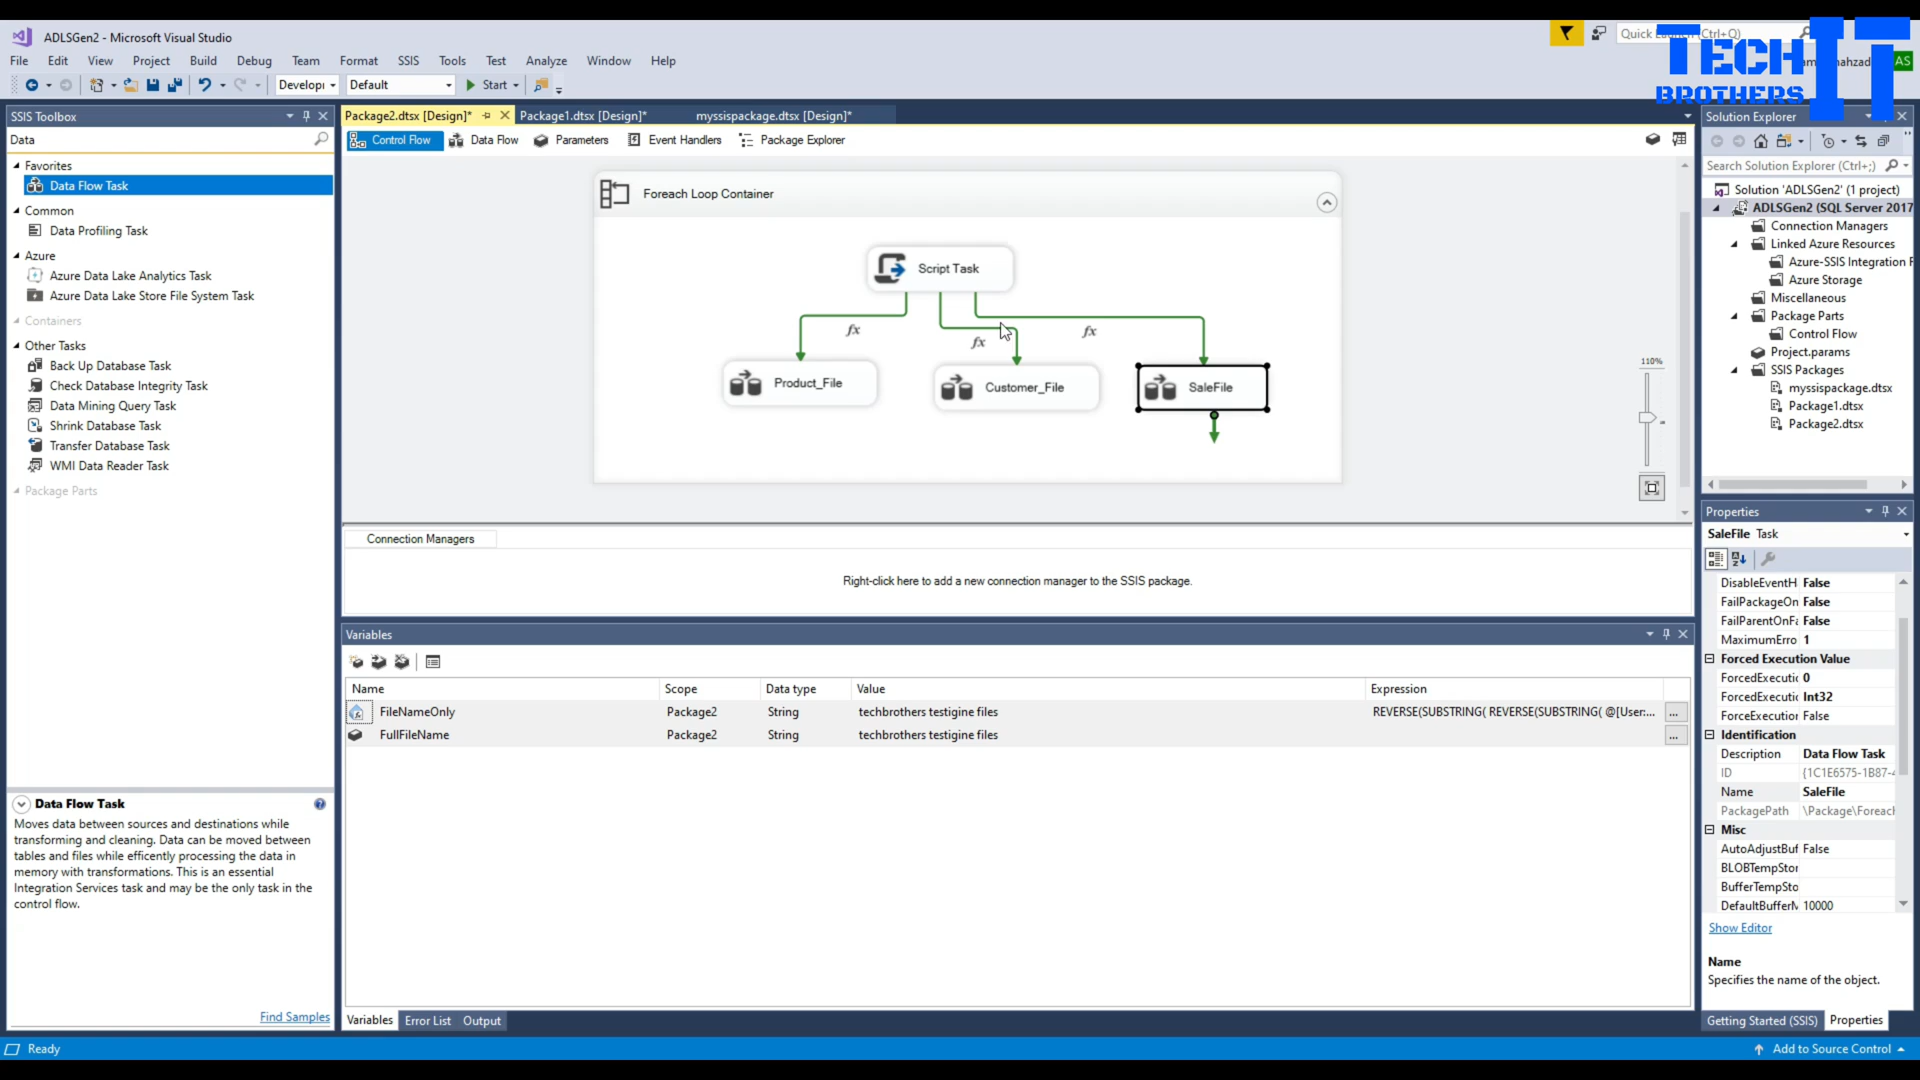 ADLSGen2 - Microsoft Visual Studio
TECH IT
BROTHERS
AS
File Edit View Project Build Debug Team Format SSIS Tools Test Analyze Window Help
Develop Default Start
SSIS Toolbox
Data
Favorites
Data Flow Task
Common
Data Profiling Task
Azure
Azure Data Lake Analytics Task
Azure Data Lake Store File System Task
Containers
Other Tasks
Back Up Database Task
Check Database Integrity Task
Data Mining Query Task
Shrink Database Task
Transfer Database Task
WMI Data Reader Task
Package Parts
Data Flow Task
Moves data between sources and destinations while
transforming and cleaning. Data can be moved between
tables and files while efficently processing the data in
memory with transformations. This is an essential
Integration Services task and may be the only task in the
control flow.
Find Samples
Package2.dtsx [Design]* Package1.dtsx [Design]* myssispackage.dtsx [Design]*
Control Flow Data Flow Parameters Event Handlers Package Explorer
Foreach Loop Container
Script Task
fx fx fx
Product_File Customer_File SaleFile
110%
Connection Managers
Right-click here to add a new connection manager to the SSIS package.
Variables
Name Scope Data type Value Expression
FileNameOnly Package2 String techbrothers testigine files REVERSE(SUBSTRING( REVERSE(SUBSTRING( @[User:... ...
FullFileName Package2 String techbrothers testigine files ...
Variables Error List Output
Solution Explorer
Search Solution Explorer (Ctrl+;)
Solution 'ADLSGen2' (1 project)
ADLSGen2 (SQL Server 2017
Connection Managers
Linked Azure Resources
Azure-SSIS Integration
Azure Storage
Miscellaneous
Package Parts
Control Flow
Project.params
SSIS Packages
myssispackage.dtsx
Package1.dtsx
Package2.dtsx
Properties
SaleFile Task
DisableEventH False
FailPackageOn False
FailParentOnFa False
MaximumErro 1
Forced Execution Value
ForcedExecutic 0
ForcedExecutic Int32
ForceExecution False
Identification
Description Data Flow Task
ID {1C1E6575-1B87-4
Name SaleFile
PackagePath \Package\Foreach
Misc
AutoAdjustBuf False
BLOBTempStor
BufferTempSto
DefaultBufferM 10000
Show Editor
Name
Specifies the name of the object.
Getting Started (SSIS) Properties
Ready
Add to Source Control